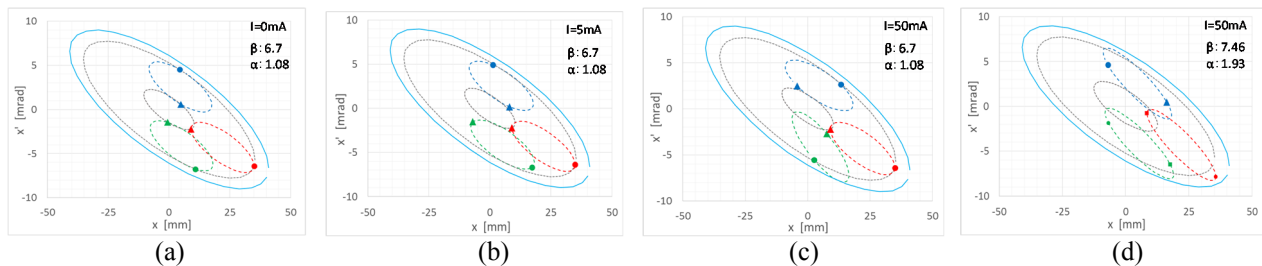 I=0mA
β: 6.7
α: 1.08
10
5
0
-5
-10
-50
-25
0
25
50
x' [mrad]
x [mm]
(a)
I=5mA
β: 6.7
α: 1.08
10
5
0
-5
-10
-50
-25
0
25
50
x' [mrad]
x [mm]
(b)
I=50mA
β: 6.7
α: 1.08
10
5
0
-5
-10
-50
-25
0
25
50
x' [mrad]
x [mm]
(c)
I=50mA
β: 7.46
α: 1.93
10
5
0
-5
-10
-50
-25
0
25
50
x' [mrad]
x [mm]
(d)